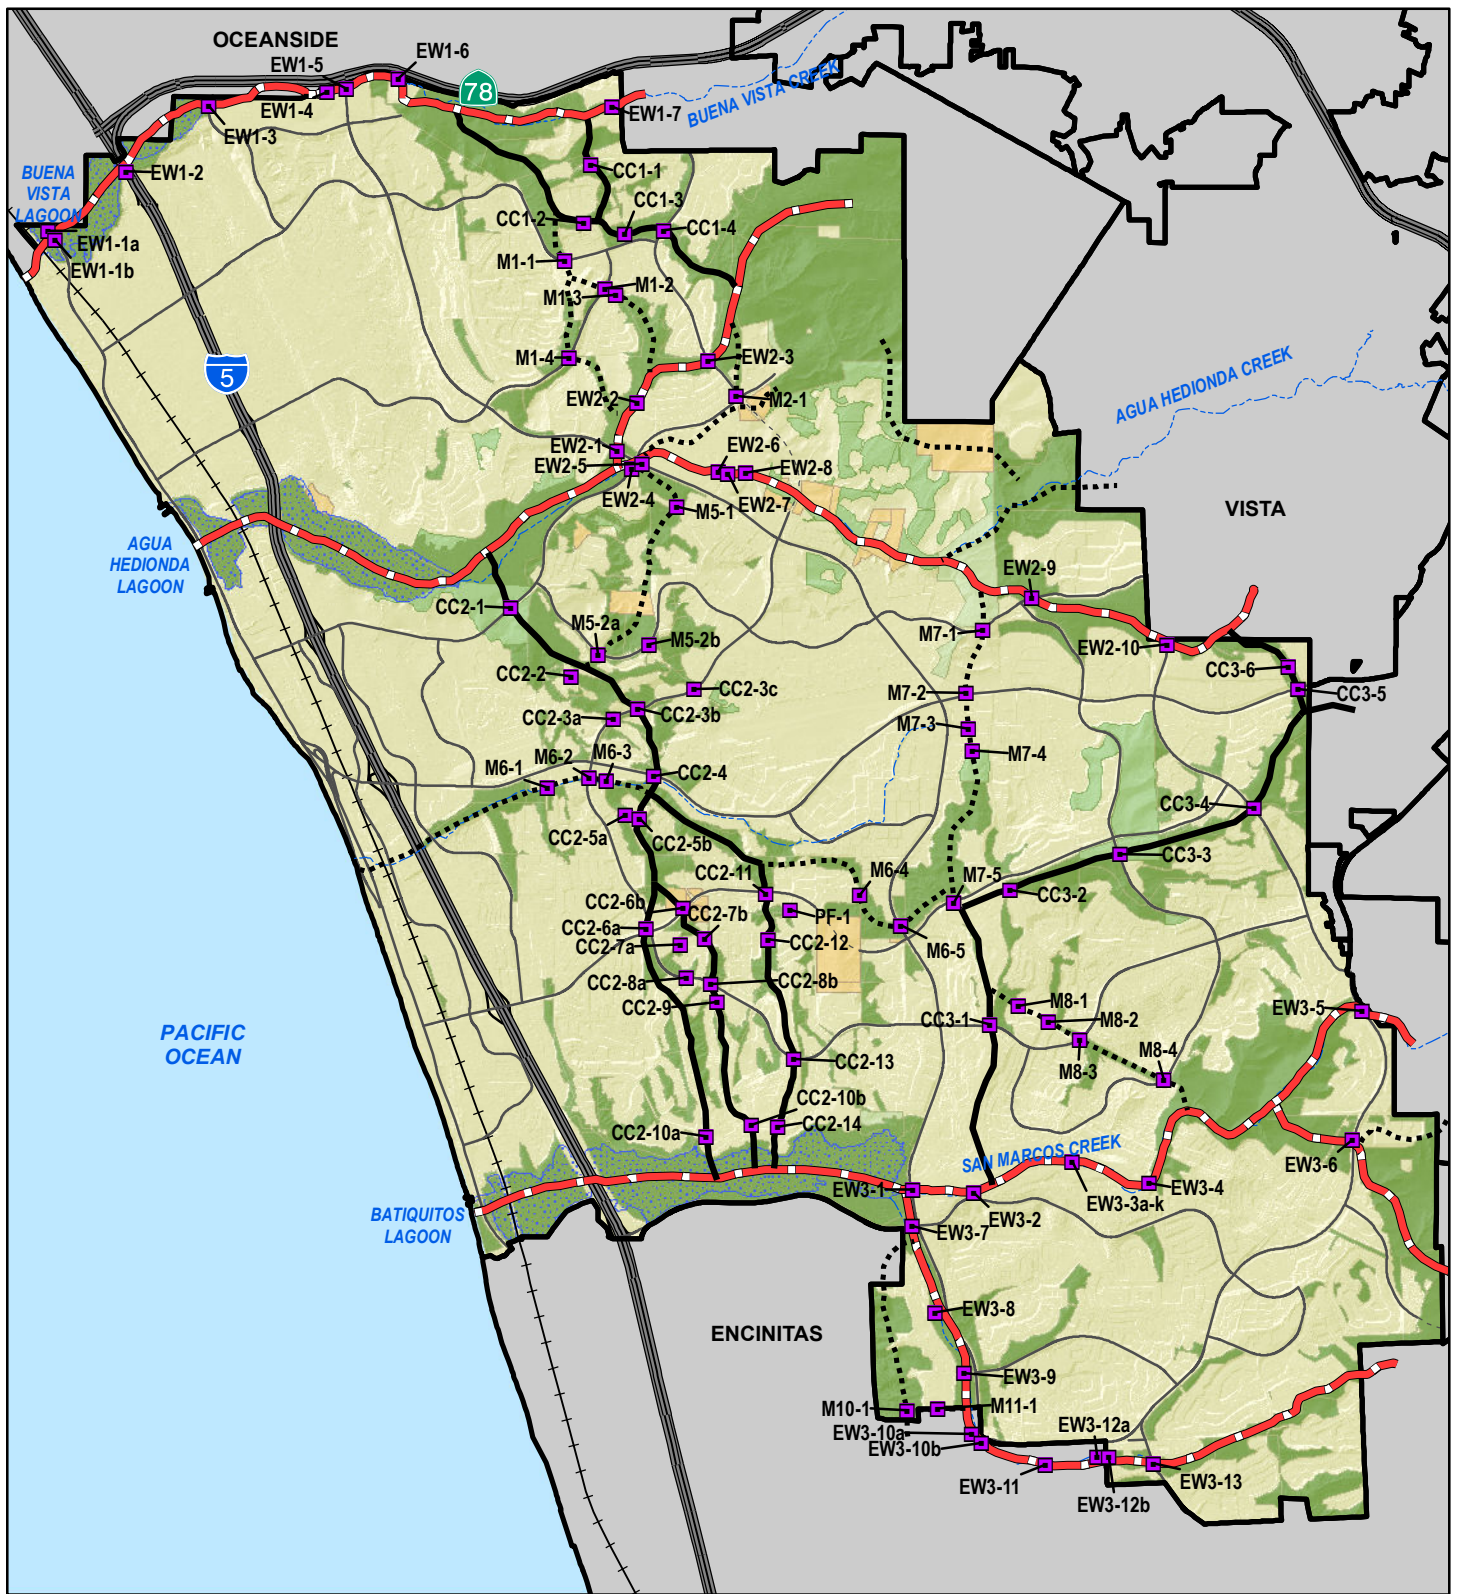 OCEANSIDE
EW1-6
EW1-5
78
EW1-4
EW1-7
BUENA VISTA CREEK
EW1-3
BUENA
VISTA
LAGOON
EW1-2
CC1-1
CC1-3
CC1-2
CC1-4
EW1-1a
EW1-1b
M1-1
M1-2
M1-3
5
M1-4
EW2-3
AGUA HEDIONDA CREEK
EW2-2
M2-1
EW2-1
EW2-6
EW2-5
EW2-8
EW2-4
EW2-7
M5-1
VISTA
AGUA
HEDIONDA
LAGOON
EW2-9
CC2-1
M5-2a
M5-2b
M7-1
EW2-10
CC2-2
CC3-6
CC2-3c
M7-2
CC3-5
CC2-3a
CC2-3b
M7-3
M6-2
M6-3
M7-4
M6-1
CC2-4
CC3-4
CC2-5a
CC2-5b
CC3-3
CC2-11
M6-4
M7-5
CC3-2
CC2-6b
CC2-7b
PF-1
CC2-6a
CC2-7a
CC2-12
M6-5
CC2-8a
CC2-8b
CC2-9
M8-1
EW3-5
CC3-1
M8-2
PACIFIC
OCEAN
M8-3
M8-4
CC2-13
CC2-10b
CC2-14
CC2-10a
SAN MARCOS CREEK
EW3-6
EW3-1
EW3-4
EW3-3a-k
BATIQUITOS
LAGOON
EW3-2
EW3-7
EW3-8
ENCINITAS
EW3-9
M10-1
M11-1
EW3-10a
EW3-12a
EW3-10b
EW3-11
EW3-13
EW3-12b